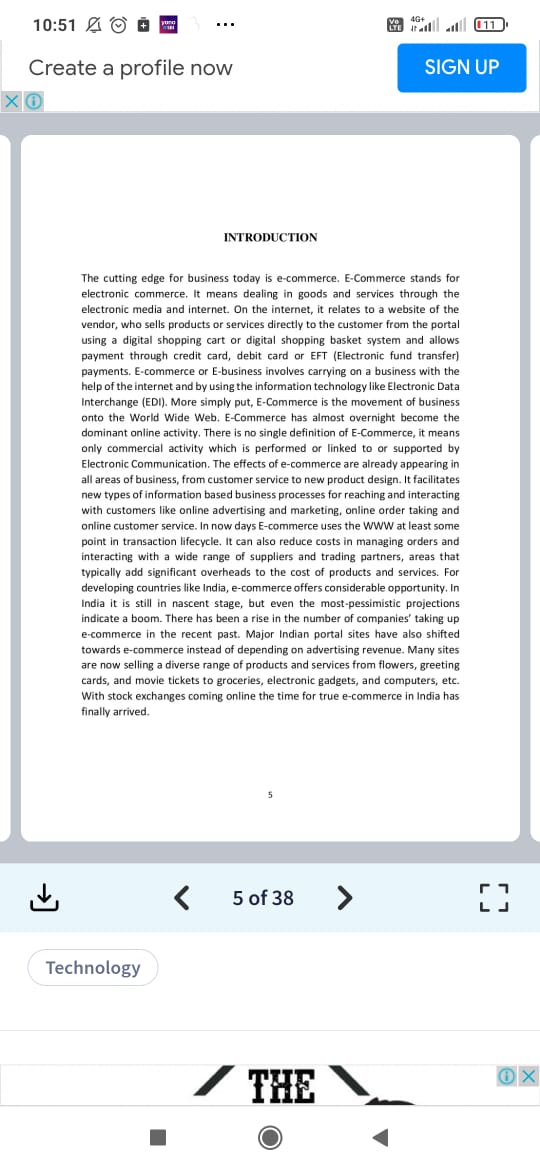 10:51
...
Vo
LTE
4G+
11
Create a profile now
SIGN UP
INTRODUCTION
The cutting edge for business today is e-commerce. E-Commerce stands for
electronic commerce. It means dealing in goods and services through the
electronic media and internet. On the internet, it relates to a website of the
vendor, who sells products or services directly to the customer from the portal
using a digital shopping cart or digital shopping basket system and allows
payment through credit card, debit card or EFT (Electronic fund transfer)
payments. E-commerce or E-business involves carrying on a business with the
help of the internet and by using the information technology like Electronic Data
Interchange (EDI). More simply put, E-Commerce is the movement of business
onto the World Wide Web. E-Commerce has almost overnight become the
dominant online activity. There is no single definition of E-Commerce, it means
only commercial activity which is performed or linked to or supported by
Electronic Communication. The effects of e-commerce are already appearing in
all areas of business, from customer service to new product design. It facilitates
new types of information based business processes for reaching and interacting
with customers like online advertising and marketing, online order taking and
online customer service. In now days E-commerce uses the WWW at least some
point in transaction lifecycle. It can also reduce costs in managing orders and
interacting with a wide range of suppliers and trading partners, areas that
typically add significant overheads to the cost of products and services. For
developing countries like India, e-commerce offers considerable opportunity. In
India it is still in nascent stage, but even the most-pessimistic projections
indicate a boom. There has been a rise in the number of companies' taking up
e-commerce in the recent past. Major Indian portal sites have also shifted
towards e-commerce instead of depending on advertising revenue. Many sites
are now selling a diverse range of products and services from flowers, greeting
cards, and movie tickets to groceries, electronic gadgets, and computers, etc.
With stock exchanges coming online the time for true e-commerce in India has
finally arrived.
5
5 of 38
Technology
THE